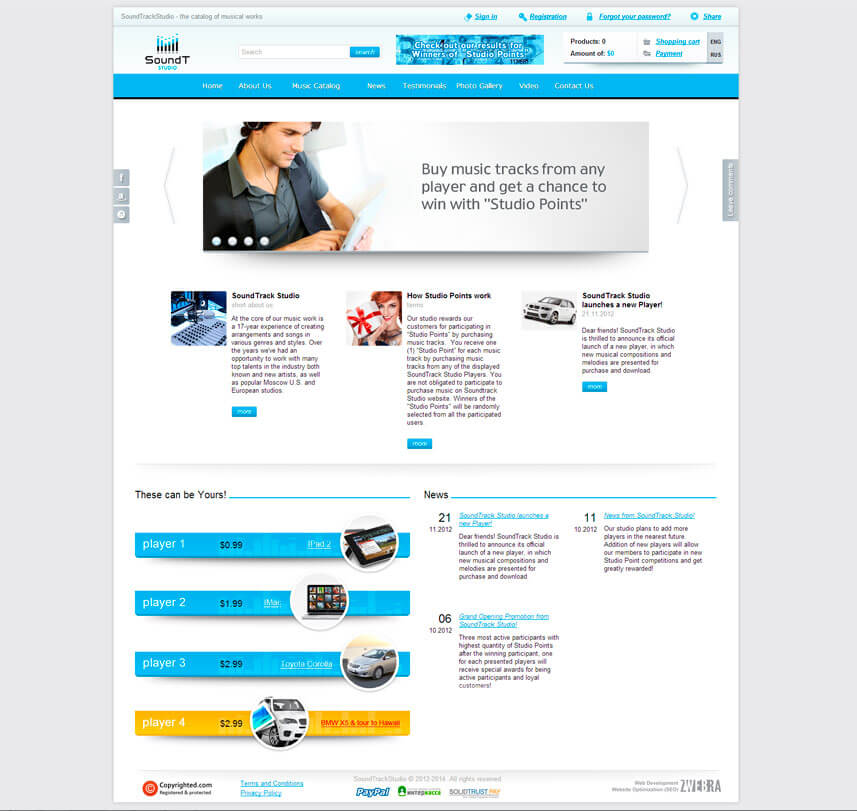 SoundTrackStudio - the catalog of musical works
Sign in
Registration
Forgot your password?
Share
SoundT
STUDIO
Search
search
Check out our results for
Winners of "Studio Points"
Products: 0
Amount of: $0
Shopping cart
Payment
ENG
RUS
Home About Us Music Catalog News Testimonials Photo Gallery Video Contact Us
f
a
Leave comments
Buy music tracks from any
player and get a chance to
win with "Studio Points"
SoundTrack Studio
short about us
At the core of our music work is
a 17-year experience of creating
arrangements and songs in
various genres and styles. Over
the years we've had an
opportunity to work with many
top talents in the industry both
known and new artists, as well
as popular Moscow U.S. and
European studios.
more
How Studio Points work
terms
Our studio rewards our
customers for participating in
"Studio Points" by purchasing
music tracks. You receive one
(1) "Studio Point" for each music
track by purchasing music
tracks from any of the displayed
SoundTrack Studio Players. You
are not obligated to participate to
purchase music on Soundtrack
Studio website. Winners of the
"Studio Points" will be randomly
selected from all the participated
users
more
SoundTrack Studio
launches a new Player!
21.11.2012
Dear friends! SoundTrack Studio
is thrilled to announce its official
launch of a new player, in which
new musical compositions and
melodies are presented for
purchase and download
more
These can be Yours!
player 1 $0.99 IPad 2
player 2 $1.99 IMac
player 3 $2.99 Toyota Corolla
player 4 $2.99 BMW X5 & tour to Hawaii
News
21
11.2012
SoundTrack Studio launches a
new Player!
Dear friends! SoundTrack Studio is
thrilled to announce its official
launch of a new player, in which
new musical compositions and
melodies are presented for
purchase and download
11
10.2012
News from SoundTrack Studio!
Our studio plans to add more
players in the nearest future.
Addition of new players will allow
our members to participate in new
Studio Point competitions and get
greatly rewarded!
06
10.2012
Grand Opening Promotion from
SoundTrack Studio!
Three most active participants with
highest quantity of Studio Points
after the winning participant, one
for each presented players will
receive special awards for being
active participants and loyal
customers!
Copyrighted.com
Registered & protected
Terms and Conditions
Privacy Policy
SoundTrackStudio © 2012-2014. All rights reserved
PayPal
интеркасса
SOLIDTRUST PAY
Web Development
Website Optimization (SEO)